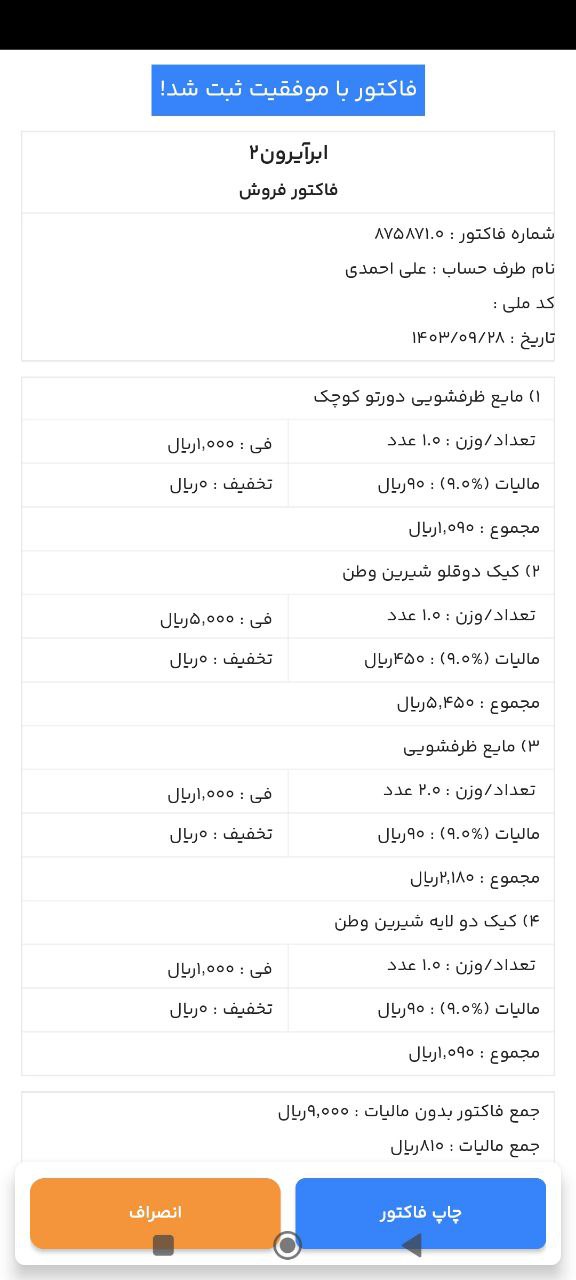 فاکتور با موفقیت ثبت شد!
ابرآیرون۲
فاکتور فروش
شماره فاکتور : ۸۷۵۸۷۱.۰
نام طرف حساب : علی احمدی
کد ملی :
تاریخ : ۱۴۰۳/۰۹/۲۸
۱) مایع ظرفشویی دورتو کوچک
تعداد/وزن : ۱.۰ عدد فی : ۱,۰۰۰ریال
مالیات (۹.۰%) : ۹۰ریال تخفیف : ۰ریال
مجموع : ۱,۰۹۰ریال
۲) کیک دوقلو شیرین وطن
تعداد/وزن : ۱.۰ عدد فی : ۵,۰۰۰ریال
مالیات (۹.۰%) : ۴۵۰ریال تخفیف : ۰ریال
مجموع : ۵,۴۵۰ریال
۳) مایع ظرفشویی
تعداد/وزن : ۲.۰ عدد فی : ۱,۰۰۰ریال
مالیات (۹.۰%) : ۹۰ریال تخفیف : ۰ریال
مجموع : ۲,۱۸۰ریال
۴) کیک دو لایه شیرین وطن
تعداد/وزن : ۱.۰ عدد فی : ۱,۰۰۰ریال
مالیات (۹.۰%) : ۹۰ریال تخفیف : ۰ریال
مجموع : ۱,۰۹۰ریال
جمع فاکتور بدون مالیات : ۹,۰۰۰ریال
جمع مالیات : ۸۱۰ریال
چاپ فاکتور انصراف